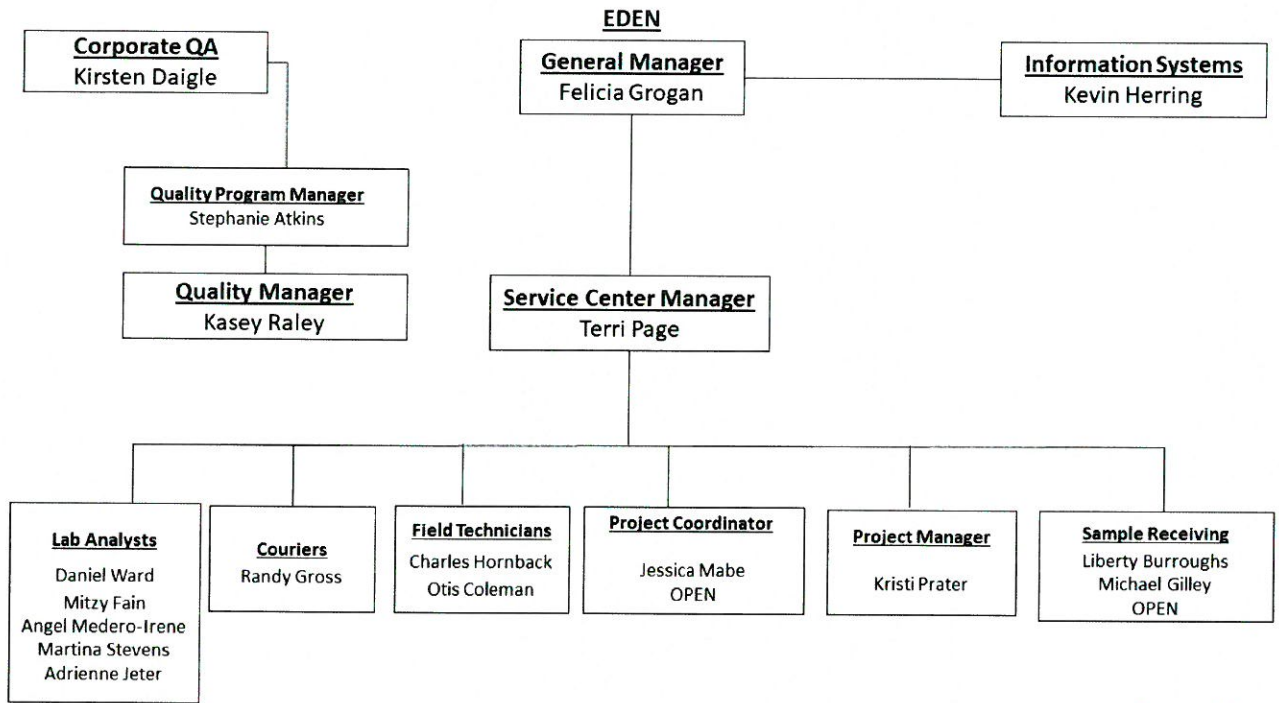 EDEN
Corporate QA
Kirsten Daigle
General Manager
Felicia Grogan
Information Systems
Kevin Herring
Quality Program Manager
Stephanie Atkins
Quality Manager
Kasey Raley
Service Center Manager
Terri Page
Lab Analysts
Daniel Ward
Mitzy Fain
Angel Medero-Irene
Martina Stevens
Adrienne Jeter
Couriers
Randy Gross
Field Technicians
Charles Hornback
Otis Coleman
Project Coordinator
Jessica Mabe
OPEN
Project Manager
Kristi Prater
Sample Receiving
Liberty Burroughs
Michael Gilley
OPEN